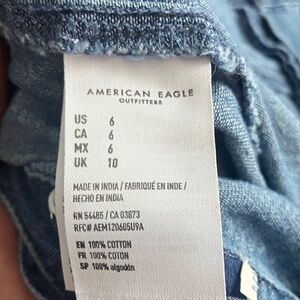 AMERICAN EAGLE
OUTFITTERS
US 6
CA 6
MX 6
UK 10
MADE IN INDIA / FABRIQUÉ EN INDE /
HECHO EN INDIA
RN 54485 / CA 03873
RFC# AEM120605U9A
EN 100% COTTON
FR 100% COTON
SP 100% algodón